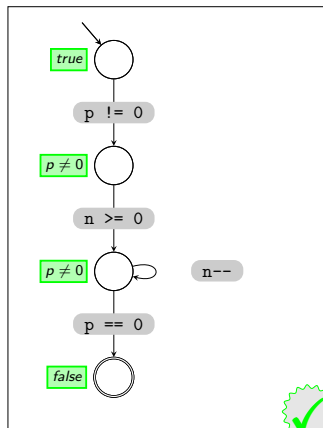 true
p != 0
p ≠ 0
n >= 0
p ≠ 0
n--
p == 0
false